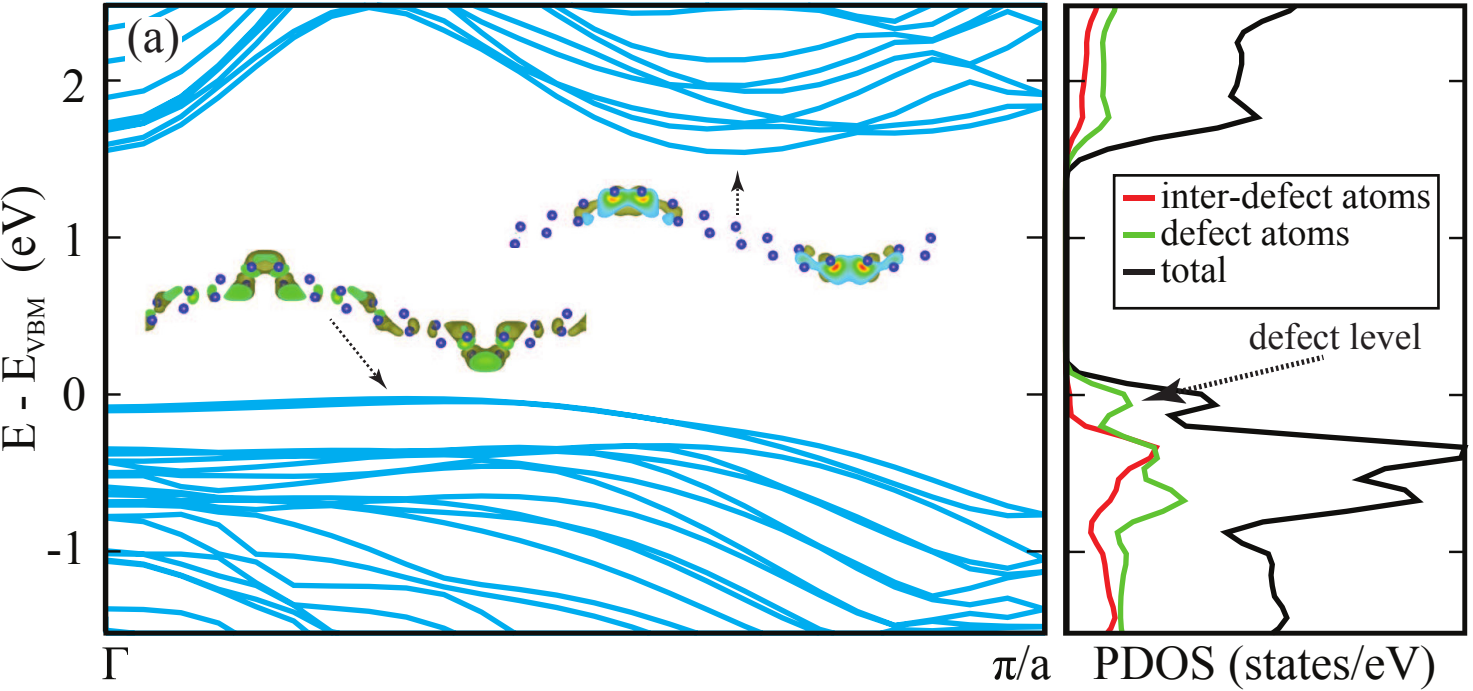 (a)
E - E_VBM (eV)
2
1
0
-1
Γ
π/a
inter-defect atoms
defect atoms
total
defect level
PDOS (states/eV)